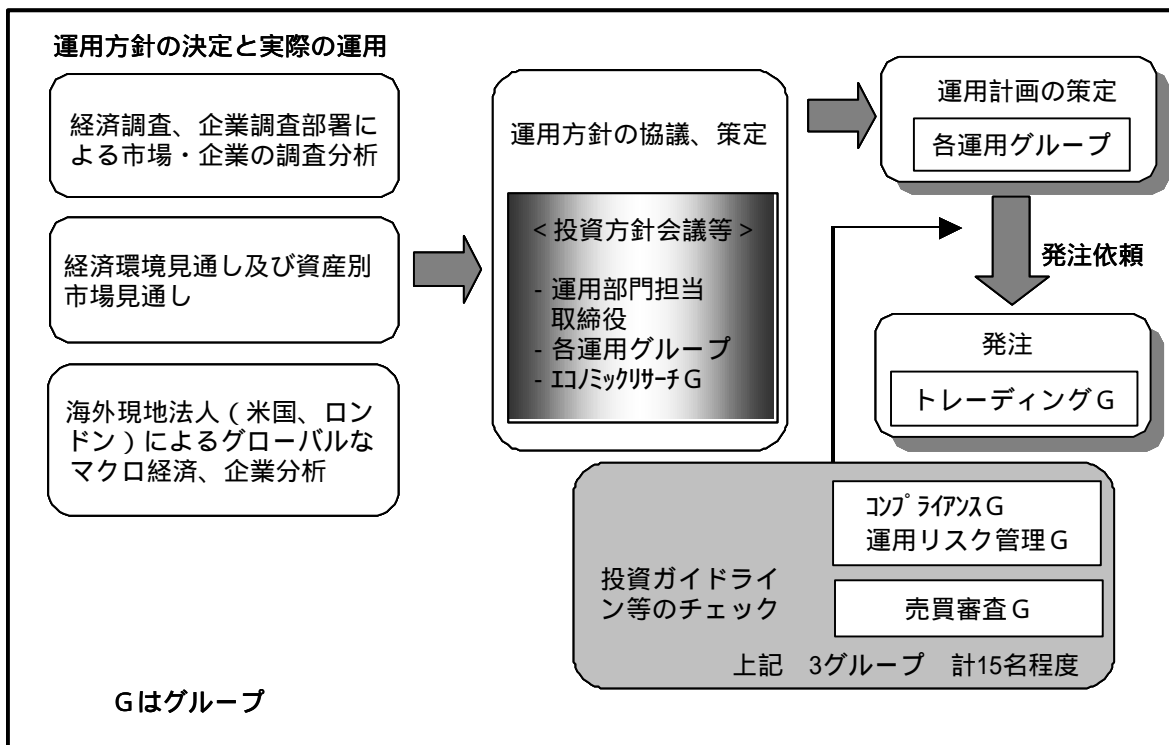 運用方針の決定と実際の運用
経済調査、企業調査部署に
よる市場・企業の調査分析
経済環境見通し及び資産別
市場見通し
海外現地法人（米国、ロン
ドン）によるグローバルな
マクロ経済、企業分析
運用方針の協議、策定
＜投資方針会議等＞
- 運用部門担当
取締役
- 各運用グループ
- ｴｺﾉﾐｯｸﾘｻｰﾁＧ
運用計画の策定
各運用グループ
発注依頼
発注
トレーディングＧ
投資ガイドライ
ン等のチェック
ｺﾝﾌﾟﾗｲｱﾝｽＧ
運用リスク管理Ｇ
売買審査Ｇ
上記　3グループ　計15名程度
Ｇはグループ